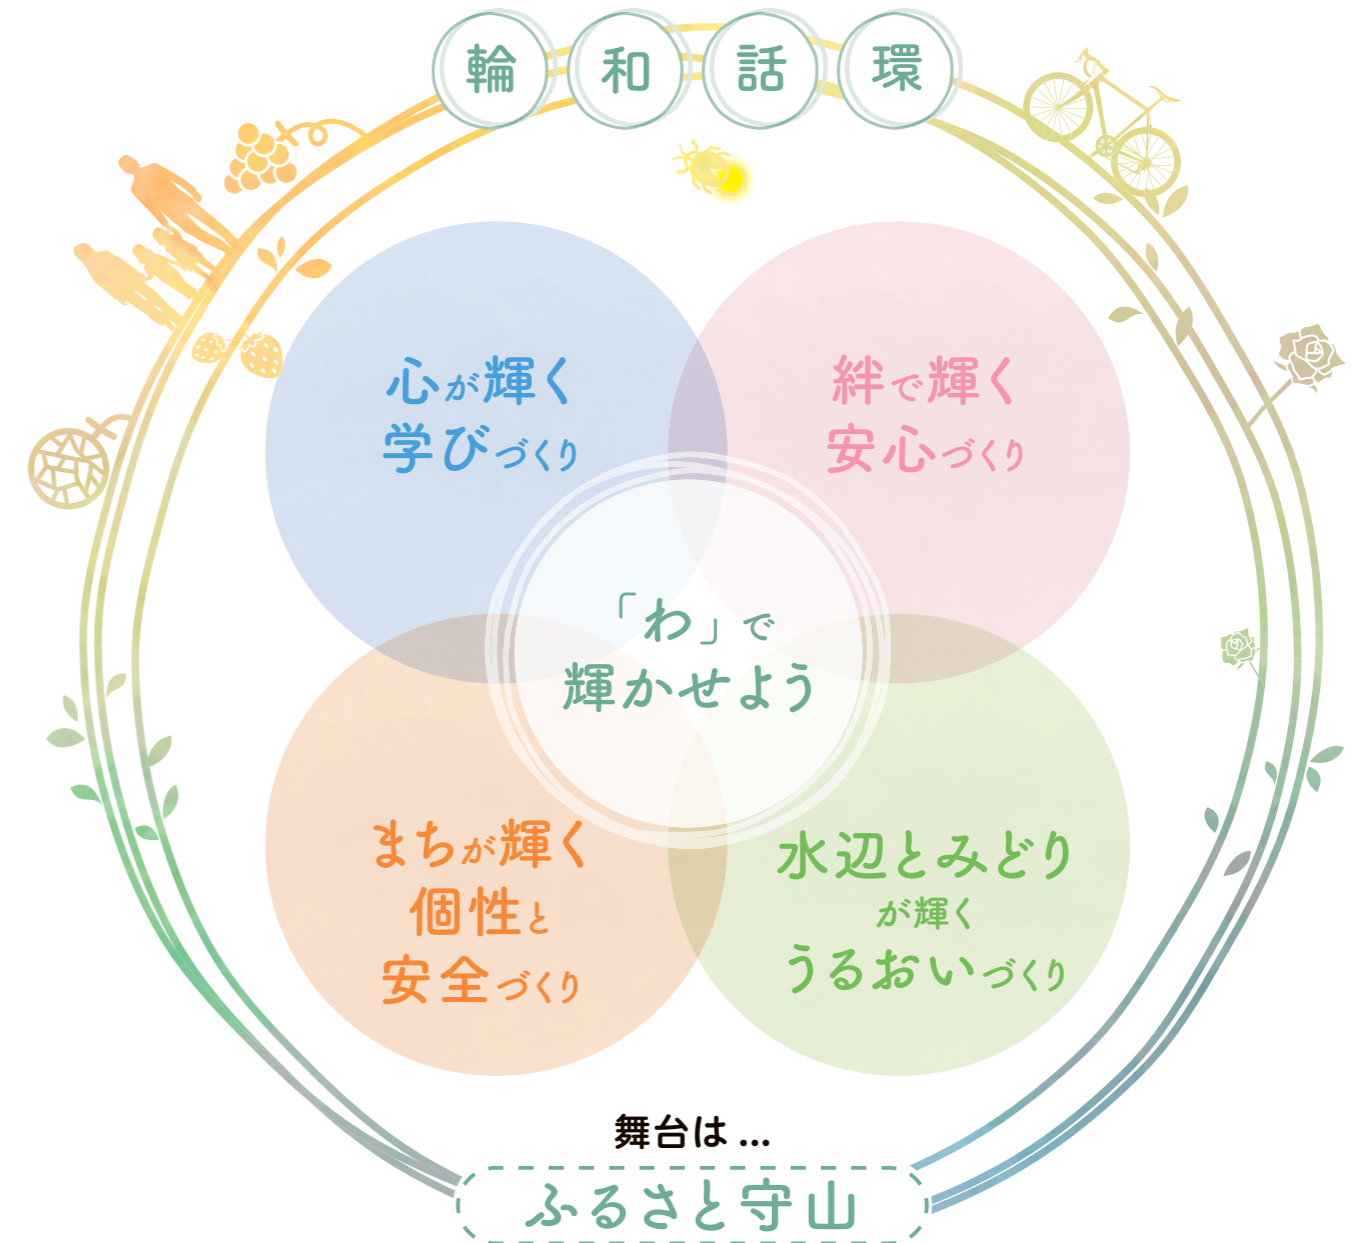 輪 和 話 環
心が輝く
学びづくり
絆で輝く
安心づくり
「わ」で
輝かせよう
まちが輝く
個性と
安全づくり
水辺とみどり
が輝く
うるおいづくり
舞台は...
ふるさと守山